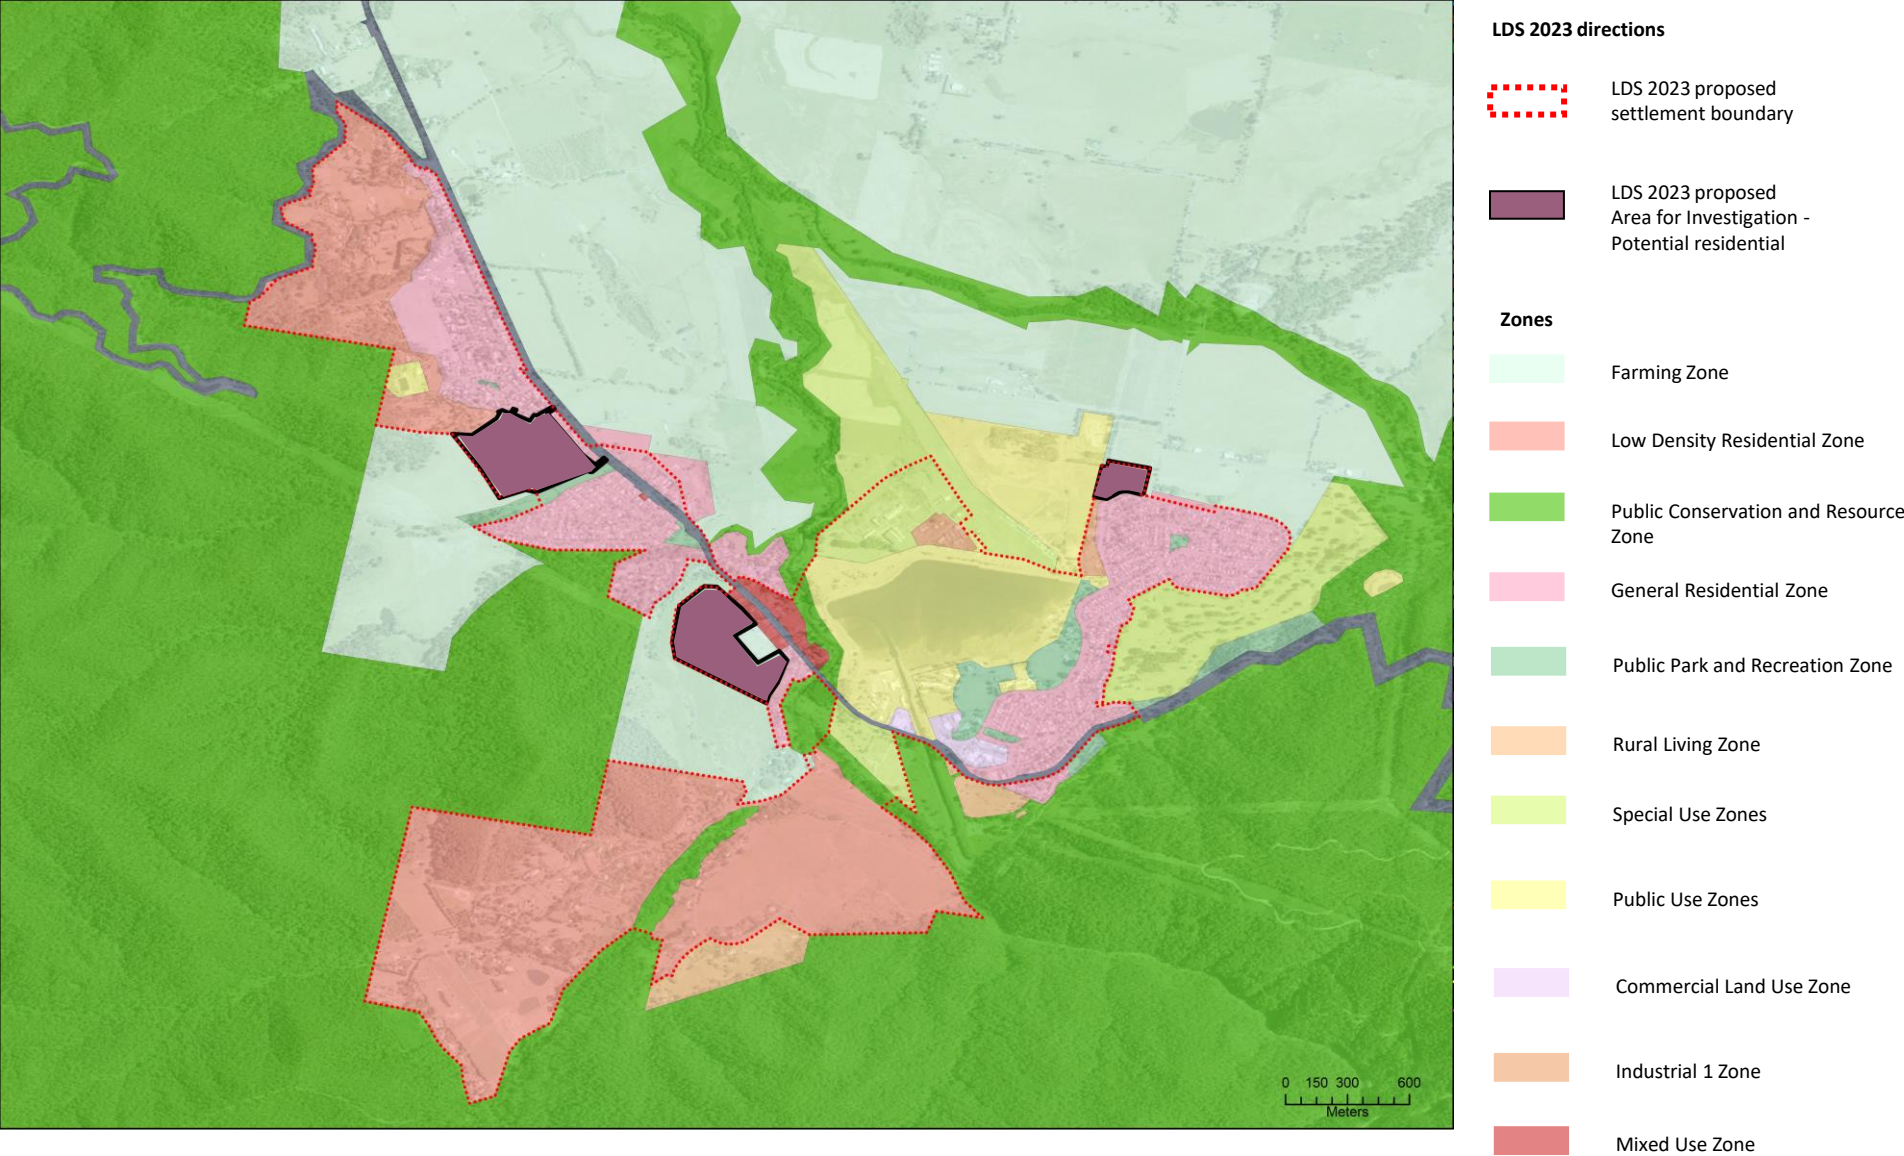 LDS 2023 directions
LDS 2023 proposed
settlement boundary
LDS 2023 proposed
Area for Investigation -
Potential residential
Zones
Farming Zone
Low Density Residential Zone
Public Conservation and Resource
Zone
General Residential Zone
Public Park and Recreation Zone
Rural Living Zone
Special Use Zones
Public Use Zones
Commercial Land Use Zone
Industrial 1 Zone
Mixed Use Zone
0 150 300 600
Meters